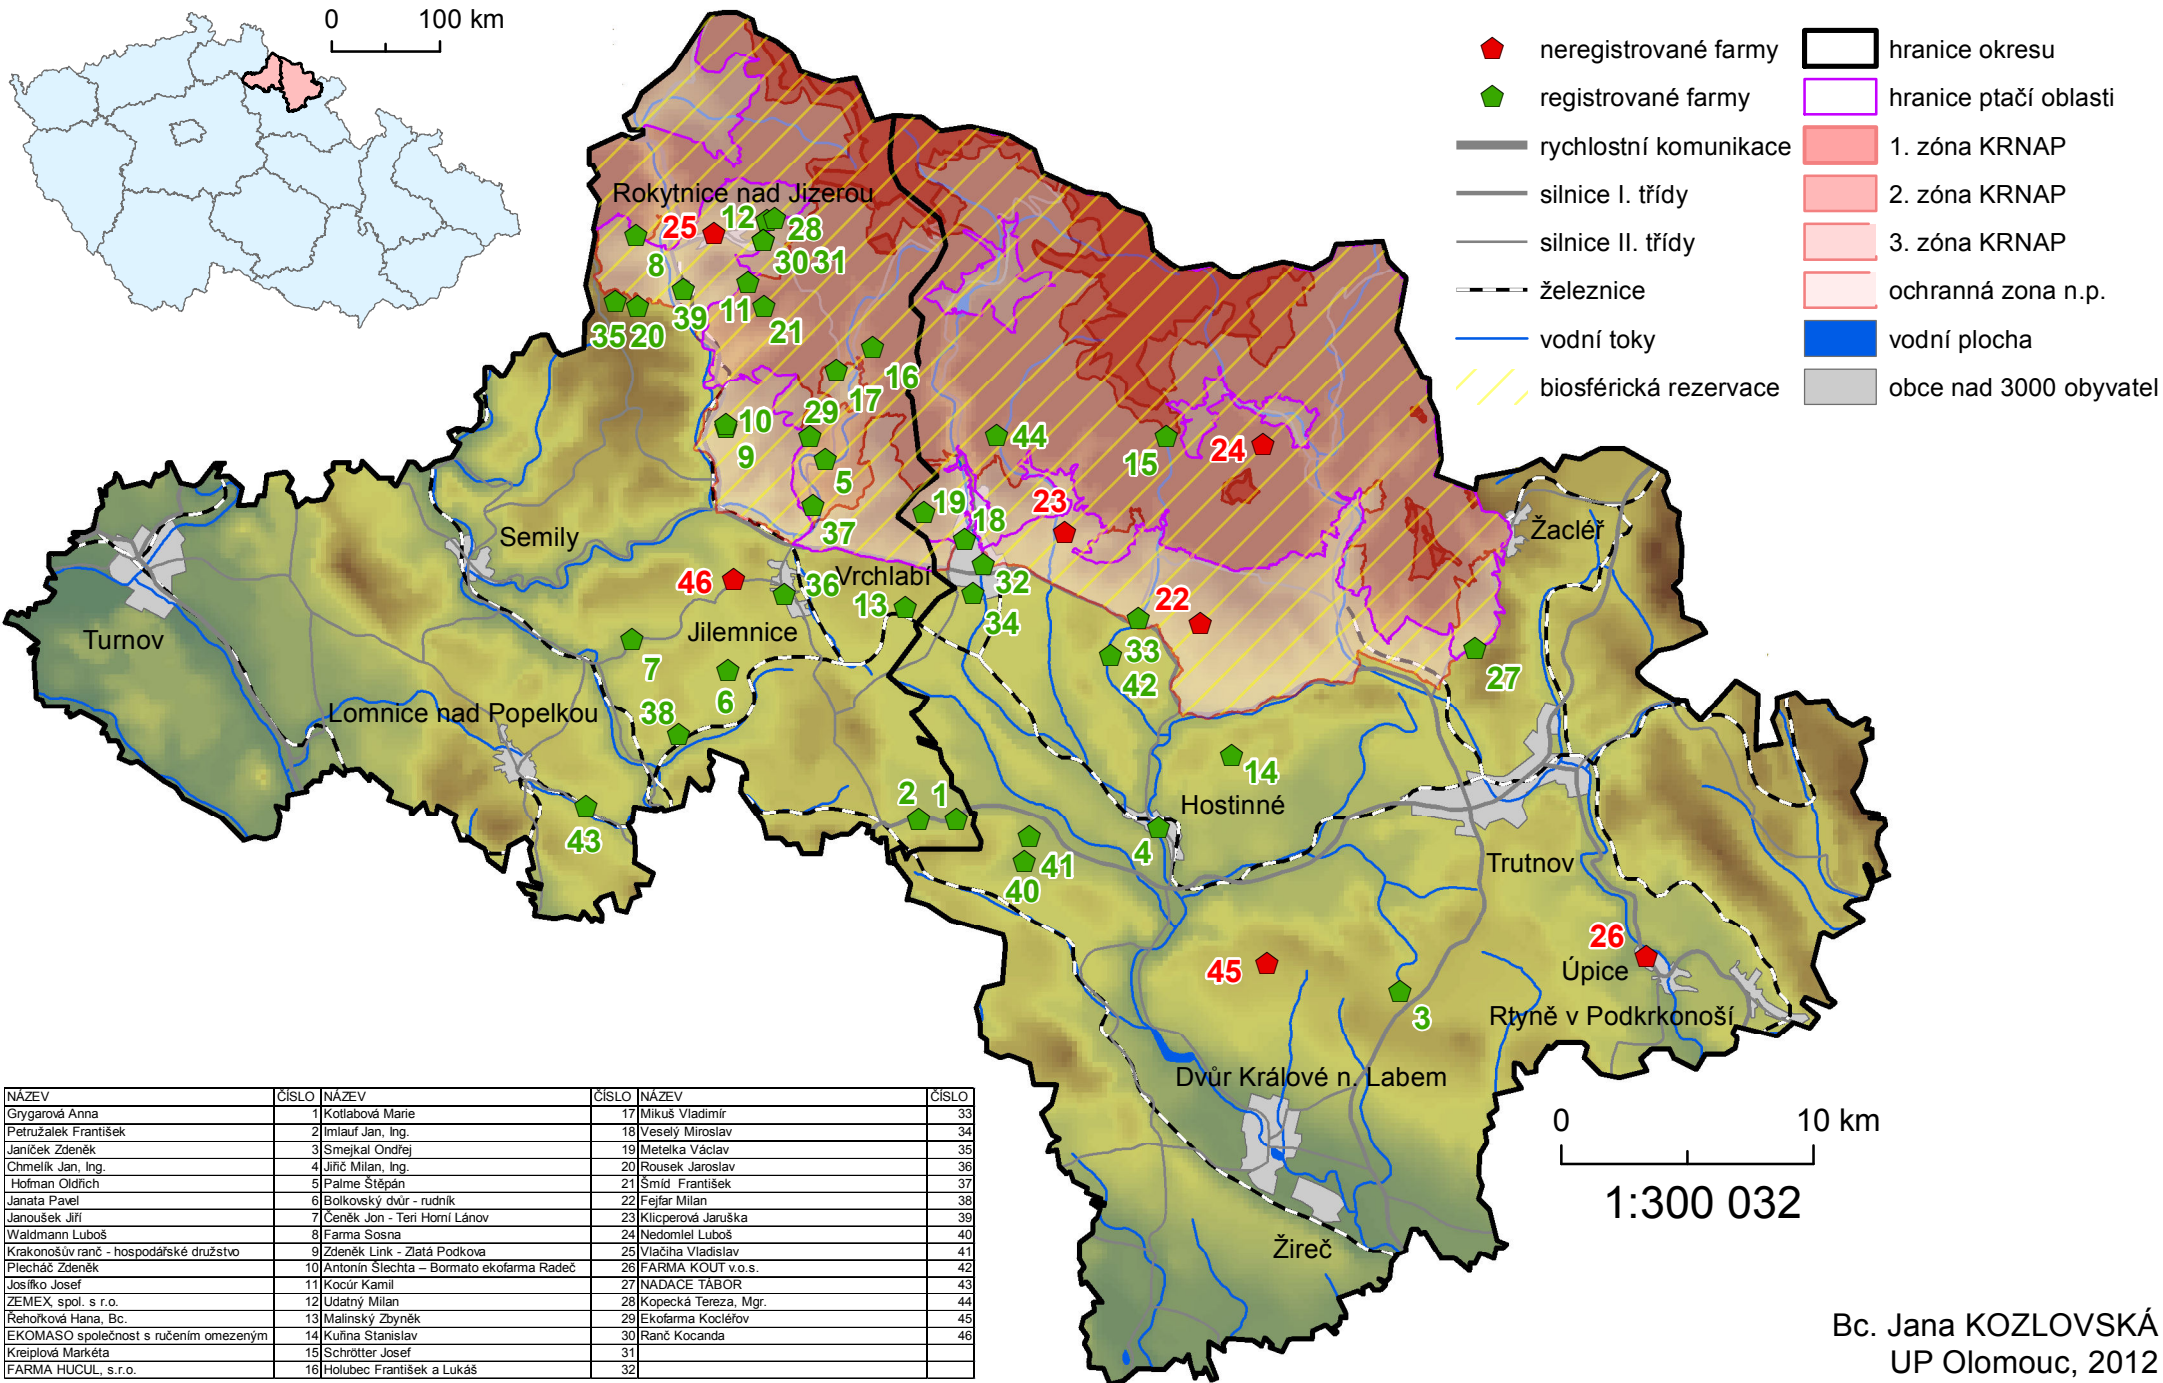 0 100 km
neregistrované farmy
registrované farmy
rychlostní komunikace
silnice I. třídy
silnice II. třídy
železnice
vodní toky
biosférická rezervace
hranice okresu
hranice ptačí oblasti
1. zóna KRNAP
2. zóna KRNAP
3. zóna KRNAP
ochranná zona n.p.
vodní plocha
obce nad 3000 obyvatel
Rokytnice nad Jizerou
25 12 28
8 30 31
35 20 39 11 21
16
17
10 29
9
44
15 24
5
19 23
18
37
Semily
Žacléř
46 36 Vrchlabí 32
13 34
22
Turnov
Jilemnice
7
33
42
27
6
Lomnice nad Popelkou
38
14
2 1
Hostinné
43
4
41
40
Trutnov
26
45
Úpice
3
Rtyně v Podkrkonoší
Dvůr Králové n. Labem
Žireč
0 10 km
1:300 032
NÁZEV ČÍSLO NÁZEV ČÍSLO NÁZEV ČÍSLO
Grygarová Anna 1 Kotlabová Marie 17 Mikuš Vladimír 33
Petružalek František 2 Imlauf Jan, Ing. 18 Veselý Miroslav 34
Janíček Zdeněk 3 Smejkal Ondřej 19 Metelka Václav 35
Chmelík Jan, Ing. 4 Jiřič Milan, Ing. 20 Rousek Jaroslav 36
Hofman Oldřich 5 Palme Štěpán 21 Šmíd František 37
Janata Pavel 6 Bolkovský dvůr - rudník 22 Fejfar Milan 38
Janoušek Jiří 7 Čeněk Jon - Teri Horní Lánov 23 Klicperová Jaruška 39
Waldmann Luboš 8 Farma Sosna 24 Nedomlel Luboš 40
Krakonošův ranč - hospodářské družstvo 9 Zdeněk Link - Zlatá Podkova 25 Vlačiha Vladislav 41
Plecháč Zdeněk 10 Antonín Šlechta – Bormato ekofarma Radeč 26 FARMA KOUT v.o.s. 42
Josífko Josef 11 Kocúr Kamil 27 NADACE TÁBOR 43
ZEMEX, spol. s r.o. 12 Udatný Milan 28 Kopecká Tereza, Mgr. 44
Řehořková Hana, Bc. 13 Malinský Zbyněk 29 Ekofarma Kocléřov 45
EKOMASO společnost s ručením omezeným 14 Kuřina Stanislav 30 Ranč Kocanda 46
Kreiplová Markéta 15 Schrötter Josef 31
FARMA HUCUL, s.r.o. 16 Holubec František a Lukáš 32
Bc. Jana KOZLOVSKÁ
UP Olomouc, 2012